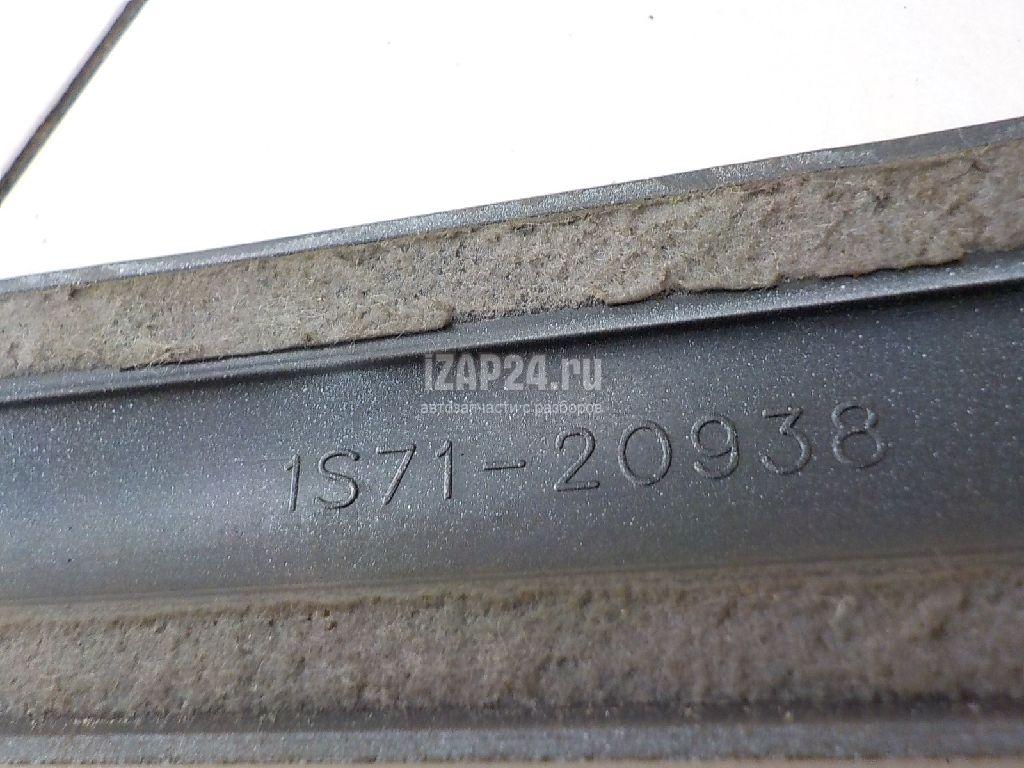 iZAP24.ru
автозапчасти с разборов
1S71-20938